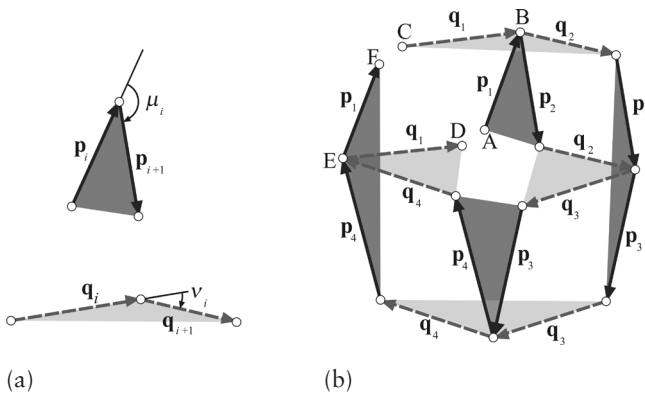 μᵢ
pᵢ
pᵢ₊₁
qᵢ
νᵢ
qᵢ₊₁
(a)
C
q₁
B
q₂
F
p₁
p₁
p₂
p
q₁
D
A
q₂
E
q₄
q₃
p₄
p₄
p₃
p₃
q₄
q₃
(b)